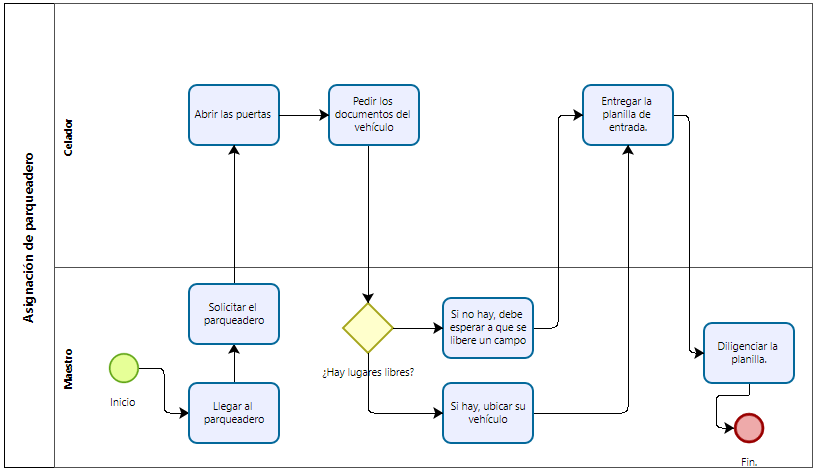 Asignación de parqueadero
Celador
Abrir las puertas
Pedir los
documentos del
vehículo
Entregar la
planilla de
entrada.
Maestro
Inicio
Llegar al
parqueadero
Solicitar el
parqueadero
¿Hay lugares libres?
Si no hay, debe
esperar a que se
libere un campo
Si hay, ubicar su
vehículo
Diligenciar la
planilla.
Fin.